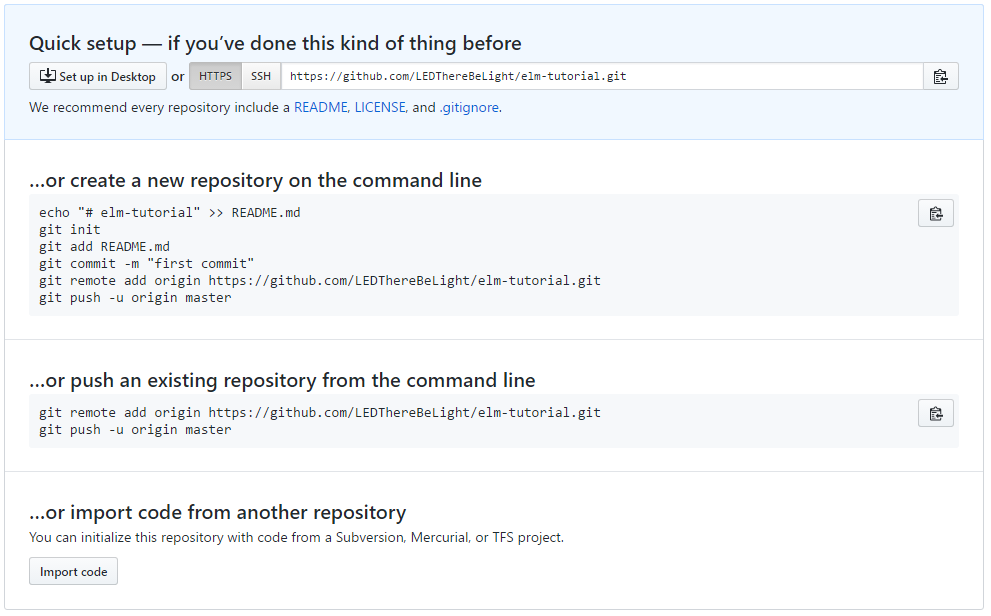 Quick setup — if you’ve done this kind of thing before
Set up in Desktop or HTTPS SSH https://github.com/LEDThereBeLight/elm-tutorial.git
We recommend every repository include a README, LICENSE, and .gitignore.
…or create a new repository on the command line
echo "# elm-tutorial" >> README.md
git init
git add README.md
git commit -m "first commit"
git remote add origin https://github.com/LEDThereBeLight/elm-tutorial.git
git push -u origin master
…or push an existing repository from the command line
git remote add origin https://github.com/LEDThereBeLight/elm-tutorial.git
git push -u origin master
…or import code from another repository
You can initialize this repository with code from a Subversion, Mercurial, or TFS project.
Import code